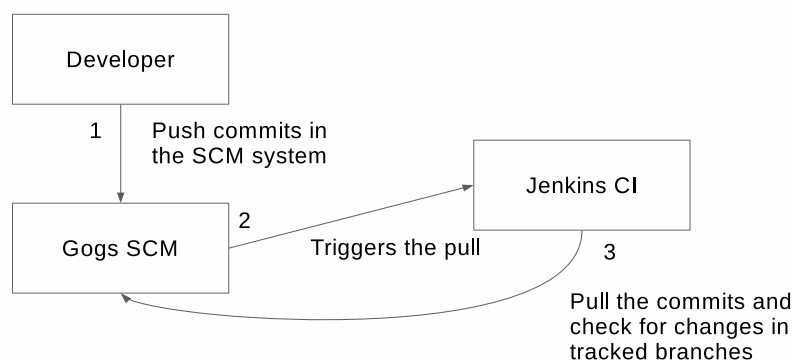 Developer
1
Push commits in
the SCM system
Jenkins CI
2
Gogs SCM
Triggers the pull
3
Pull the commits and
check for changes in
tracked branches